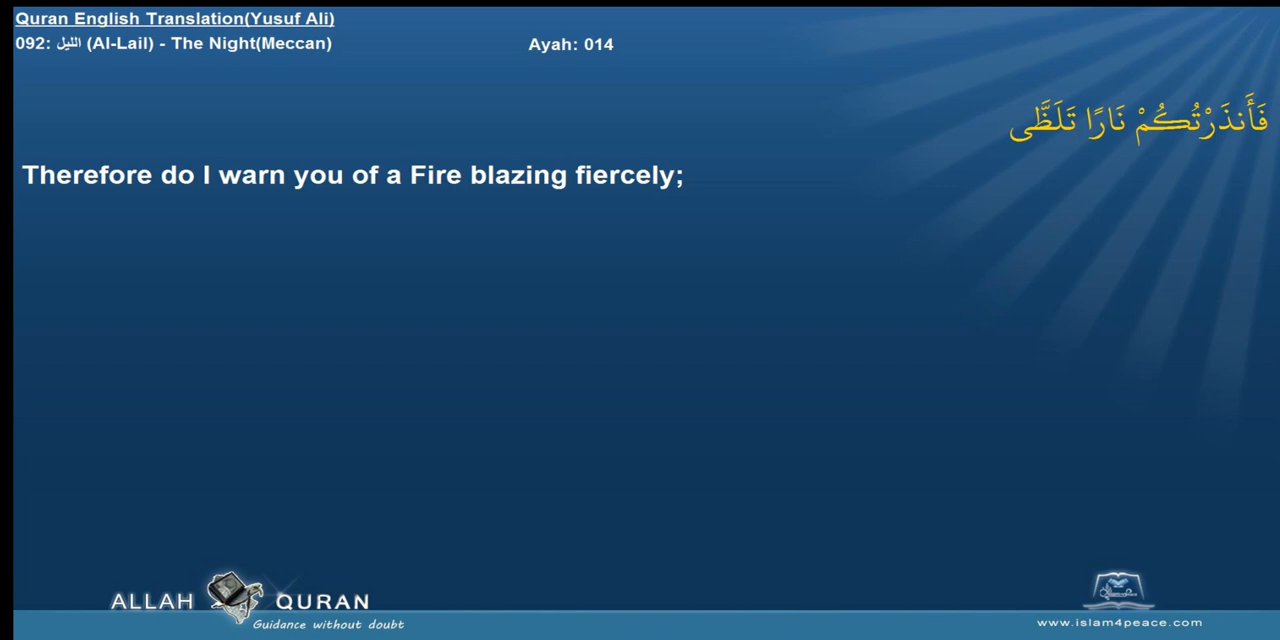 Quran English Translation(Yusuf Ali)
092: الليل (Al-Lail) - The Night(Meccan)
Ayah: 014
فَأَنذَرْتُكُمْ نَارًا تَلَظَّى
Therefore do I warn you of a Fire blazing fiercely;
ALLAH QURAN
Guidance without doubt
www.islam4peace.com